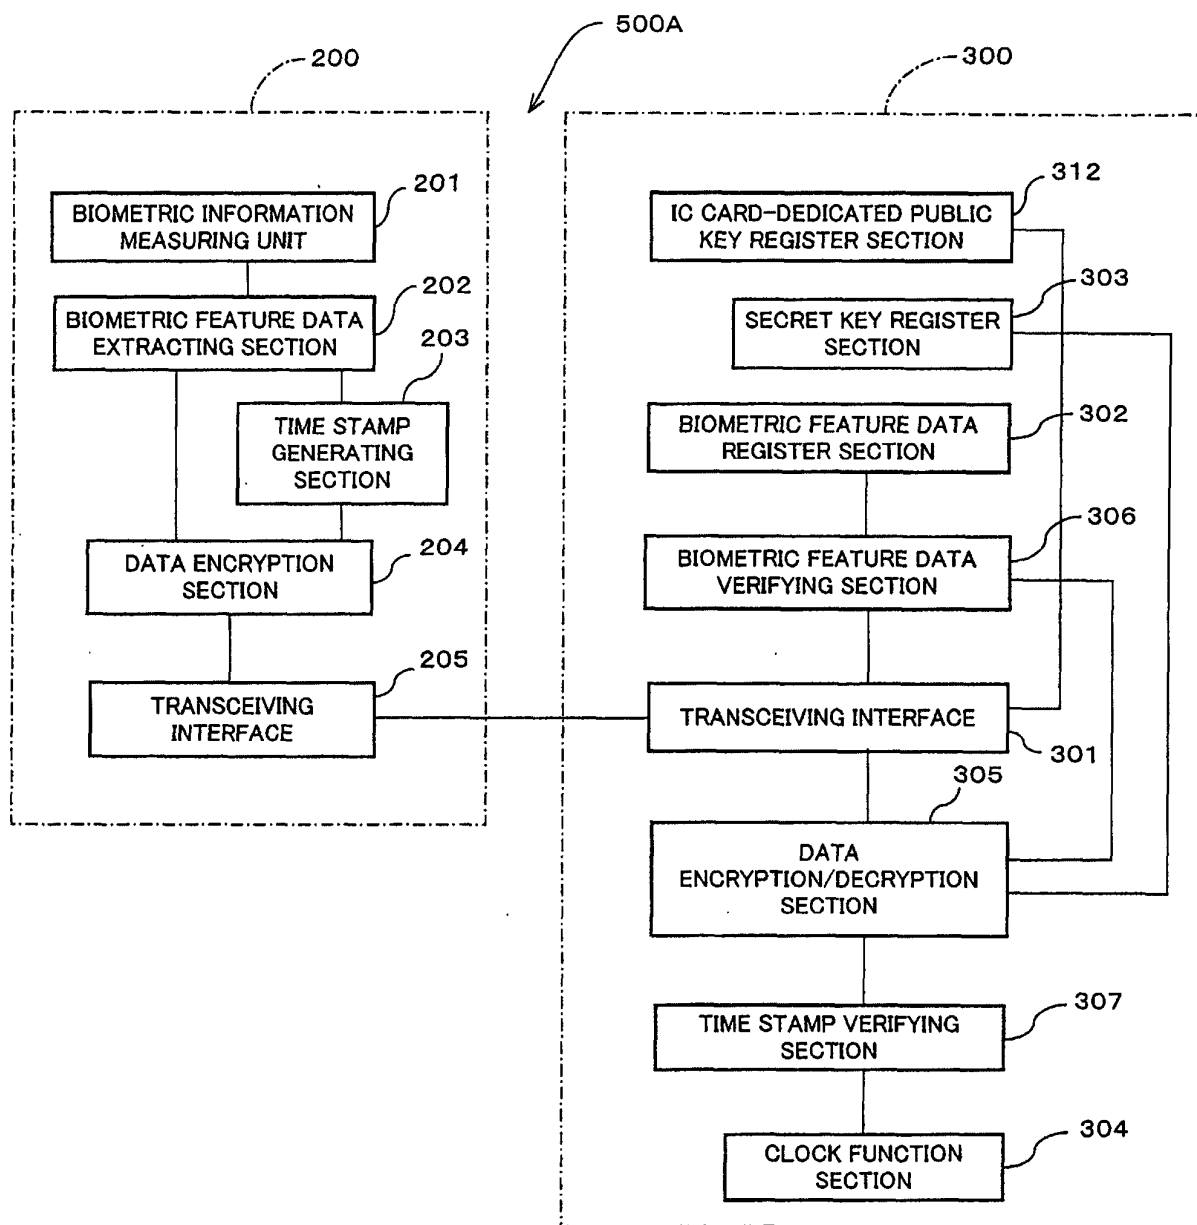 500A
200
300
201
BIOMETRIC INFORMATION
MEASURING UNIT
202
BIOMETRIC FEATURE DATA
EXTRACTING SECTION
203
TIME STAMP
GENERATING
SECTION
204
DATA ENCRYPTION
SECTION
205
TRANSCEIVING
INTERFACE
312
IC CARD-DEDICATED PUBLIC
KEY REGISTER SECTION
303
SECRET KEY REGISTER
SECTION
302
BIOMETRIC FEATURE DATA
REGISTER SECTION
306
BIOMETRIC FEATURE DATA
VERIFYING SECTION
TRANSCEIVING INTERFACE
301
305
DATA
ENCRYPTION/DECRYPTION
SECTION
307
TIME STAMP VERIFYING
SECTION
304
CLOCK FUNCTION
SECTION